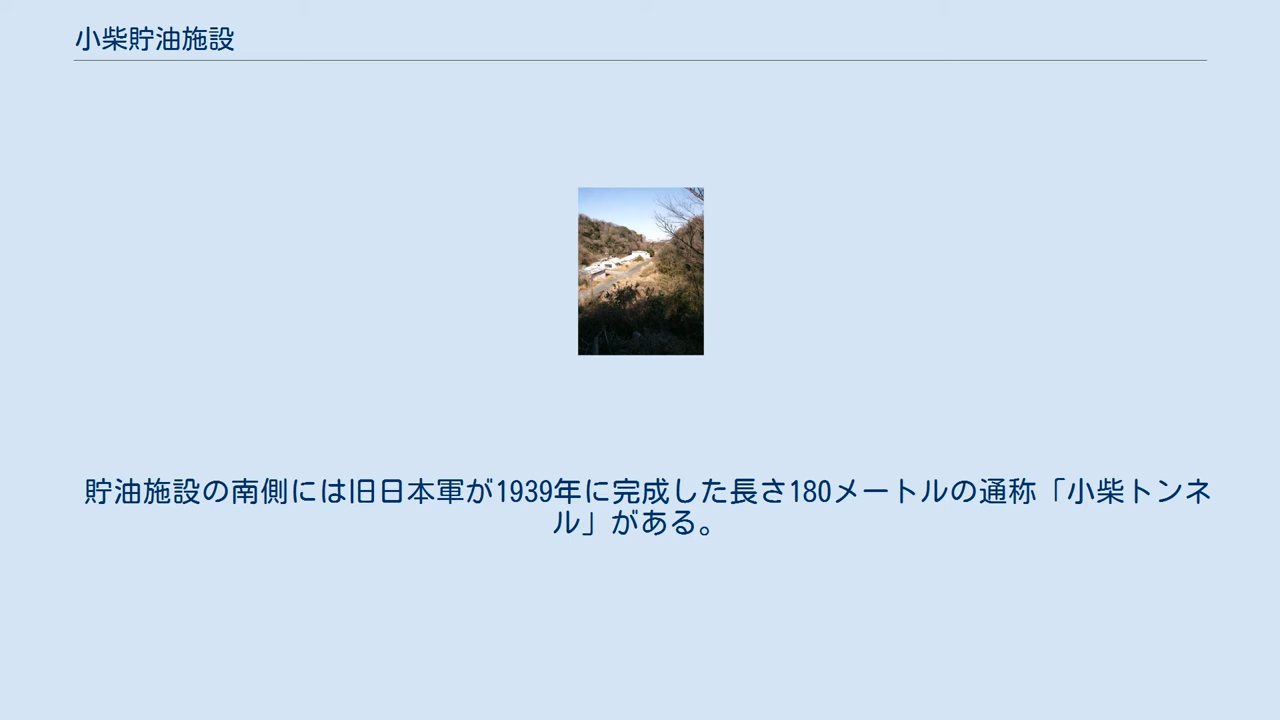 小柴貯油施設
貯油施設の南側には旧日本軍が1939年に完成した長さ180メートルの通称「小柴トンネ
ル」がある。